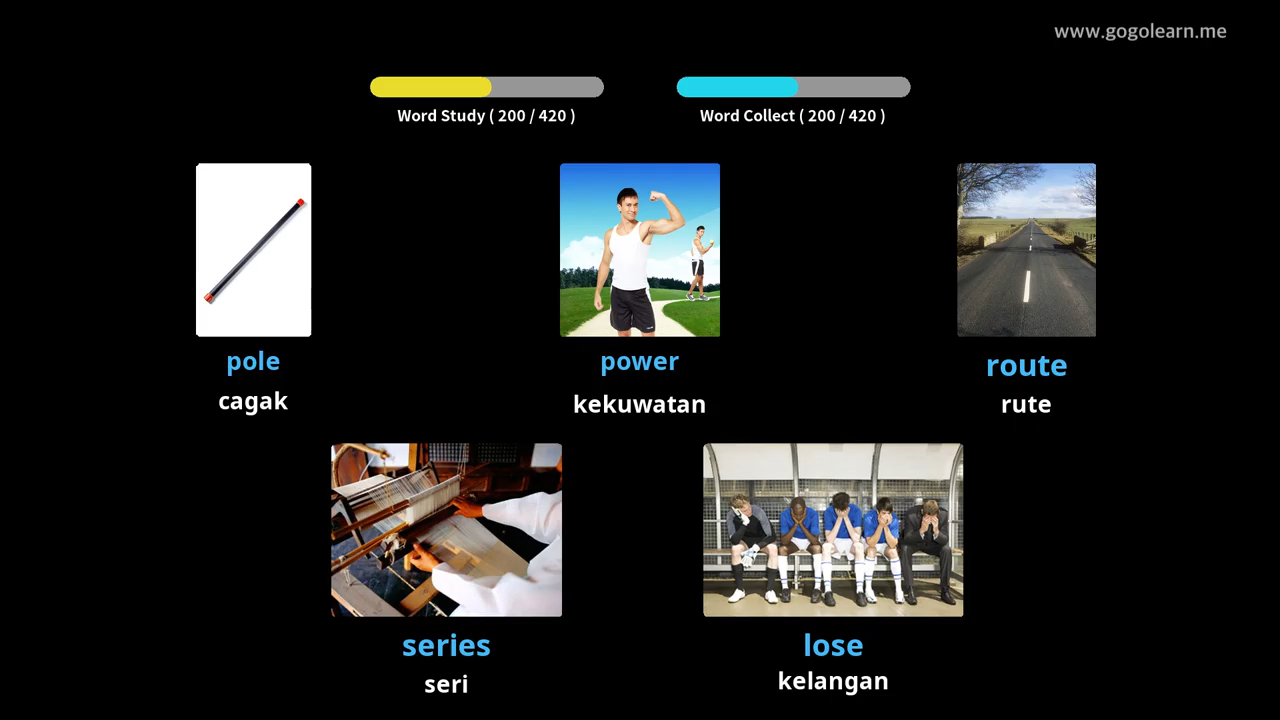 www.gogolearn.me
Word Study ( 200 / 420 )
Word Collect ( 200 / 420 )
pole
cagak
power
kekuwatan
route
rute
series
seri
lose
kelangan